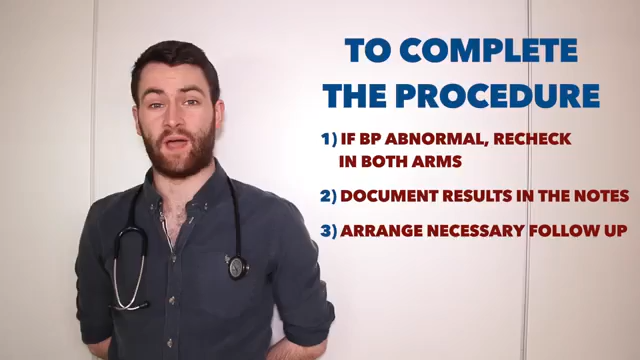 TO COMPLETE
THE PROCEDURE
1) IF BP ABNORMAL, RECHECK
IN BOTH ARMS
2) DOCUMENT RESULTS IN THE NOTES
3) ARRANGE NECESSARY FOLLOW UP